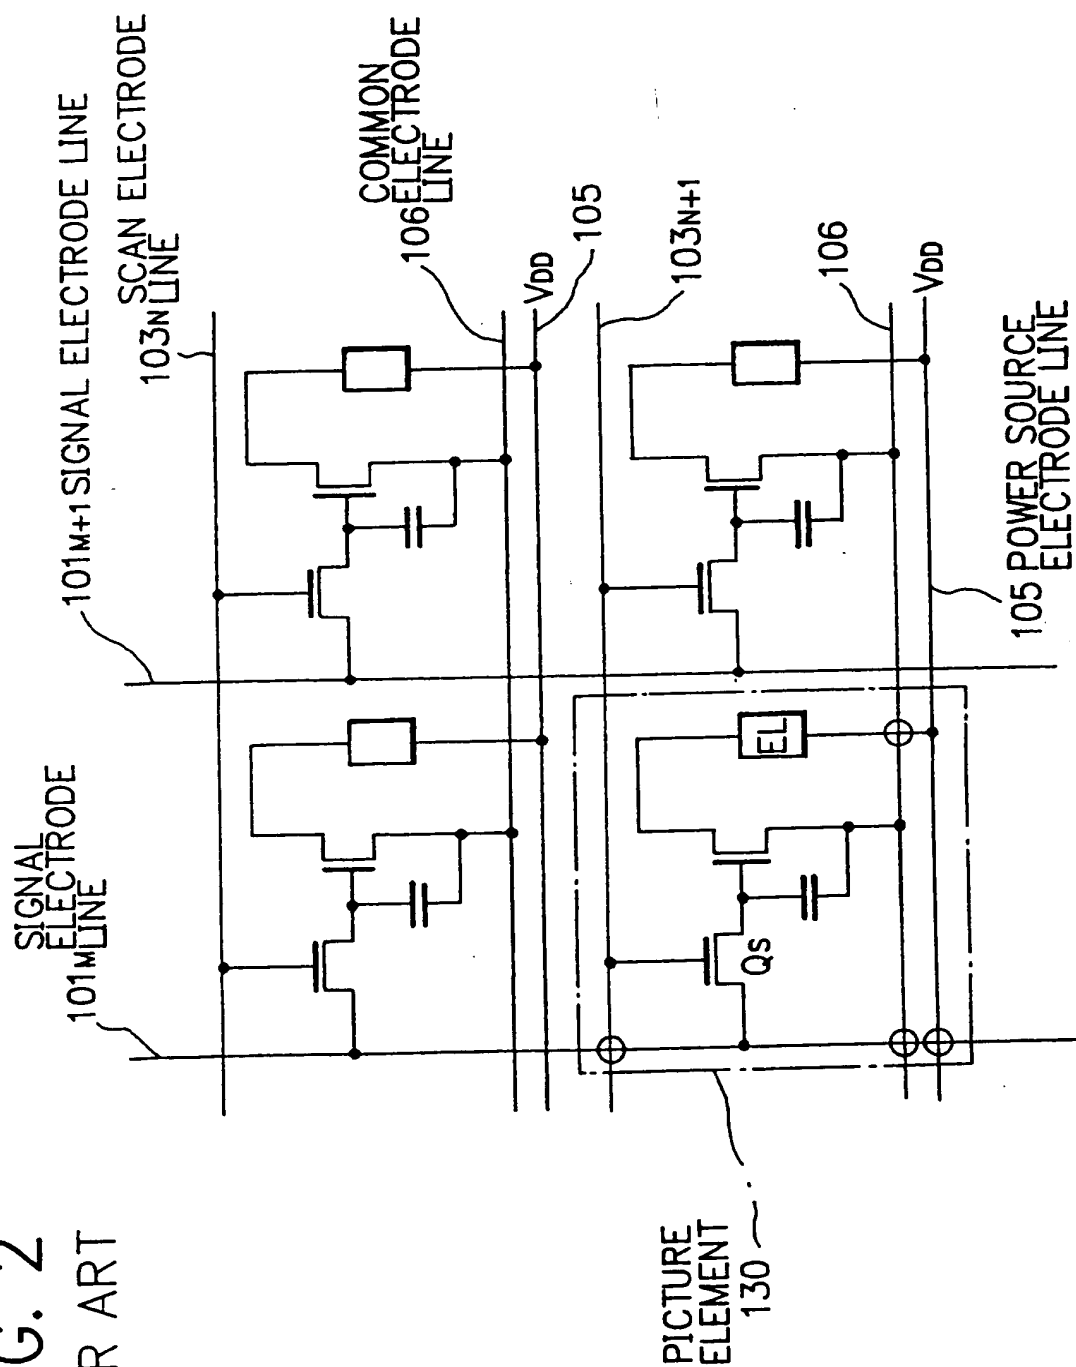 G. 2
R ART
SIGNAL
ELECTRODE
101M LINE
101M+1 SIGNAL ELECTRODE LINE
SCAN ELECTRODE
103N LINE
COMMON
ELECTRODE
106
LINE
105
VDD
103N+1
106
VDD
105 POWER SOURCE
ELECTRODE LINE
EL
Qs
PICTURE
ELEMENT
130